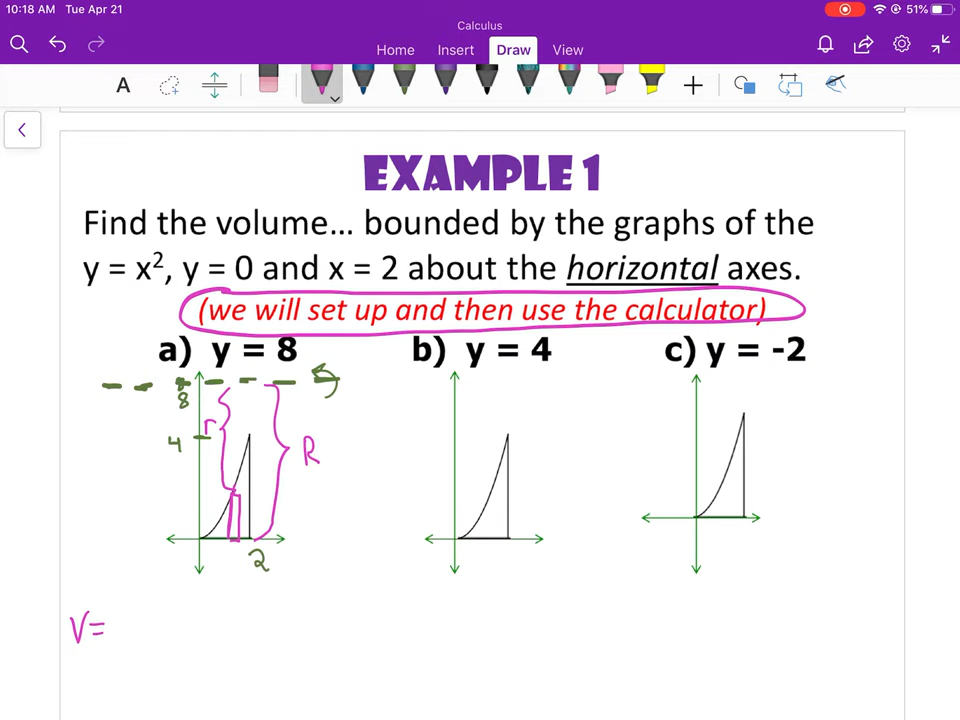 10:18 AM Tue Apr 21
51%
Calculus
Home Insert Draw View
A
EXAMPLE 1
Find the volume... bounded by the graphs of the
y = x², y = 0 and x = 2 about the horizontal axes.
(we will set up and then use the calculator)
a) y = 8 b) y = 4 c) y = -2
8
4
r
R
2
V=